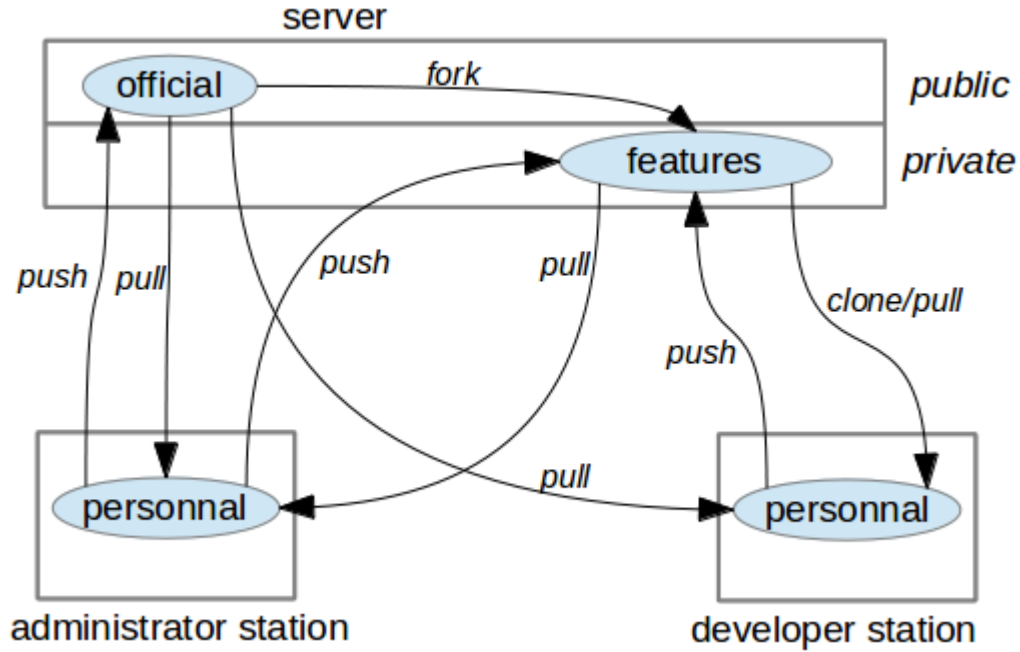 server
official
fork
public
features
private
push
pull
push
pull
clone/pull
push
pull
personnal
personnal
administrator station
developer station